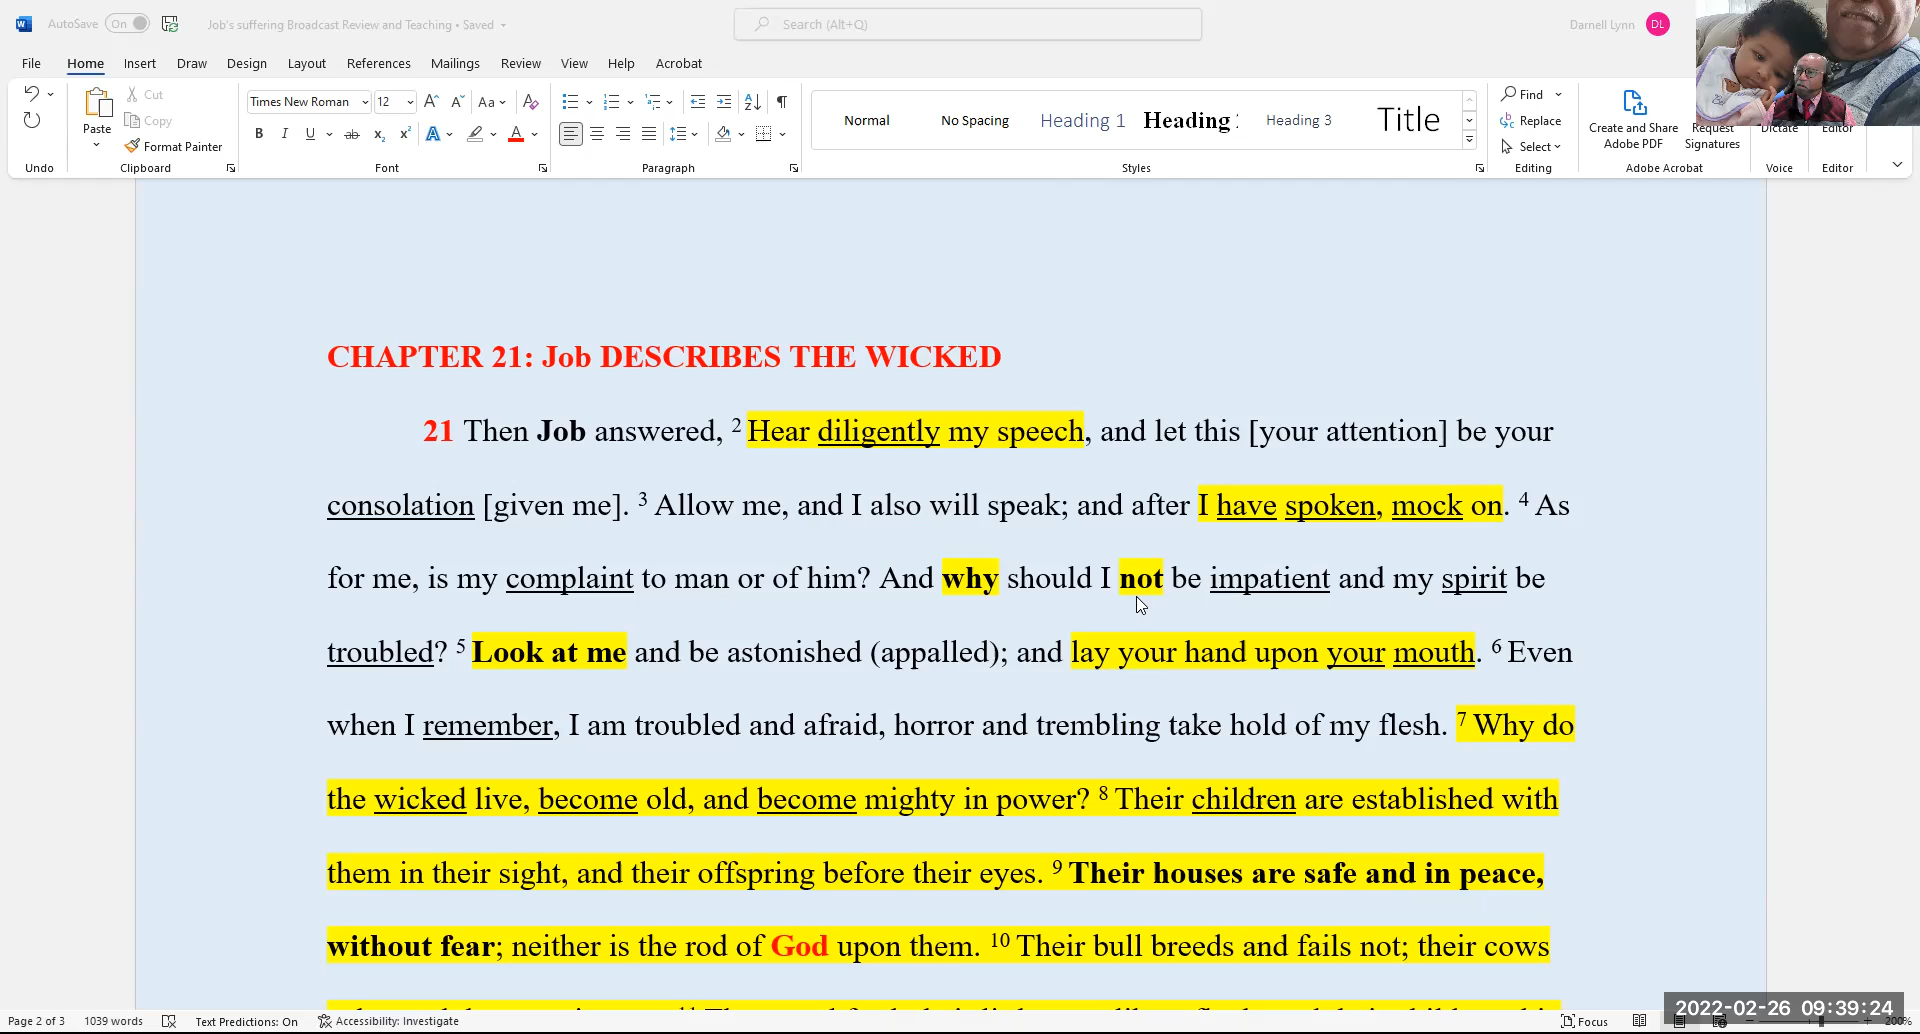 AutoSave On Job's suffering Broadcast Review and Teaching • Saved Search (Alt+Q) Darnell Lynn DL
File Home Insert Draw Design Layout References Mailings Review View Help Acrobat
Paste Cut Copy Format Painter
Times New Roman 12 Aa
B I U ab x₂ x² A A
Normal No Spacing Heading 1 Heading Heading 3 Title
Find Replace Select
Create and Share Adobe PDF
Request Signatures
Dictate Editor
Undo Clipboard Font Paragraph Styles Editing Adobe Acrobat Voice Editor
CHAPTER 21: Job DESCRIBES THE WICKED
21 Then Job answered, 2 Hear diligently my speech, and let this [your attention] be your
consolation [given me]. 3 Allow me, and I also will speak; and after I have spoken, mock on. 4 As
for me, is my complaint to man or of him? And why should I not be impatient and my spirit be
troubled? 5 Look at me and be astonished (appalled); and lay your hand upon your mouth. 6 Even
when I remember, I am troubled and afraid, horror and trembling take hold of my flesh. 7 Why do
the wicked live, become old, and become mighty in power? 8 Their children are established with
them in their sight, and their offspring before their eyes. 9 Their houses are safe and in peace,
without fear; neither is the rod of God upon them. 10 Their bull breeds and fails not; their cows
Page 2 of 3 1039 words Text Predictions: On Accessibility: Investigate Focus 200%
2022-02-26 09:39:24